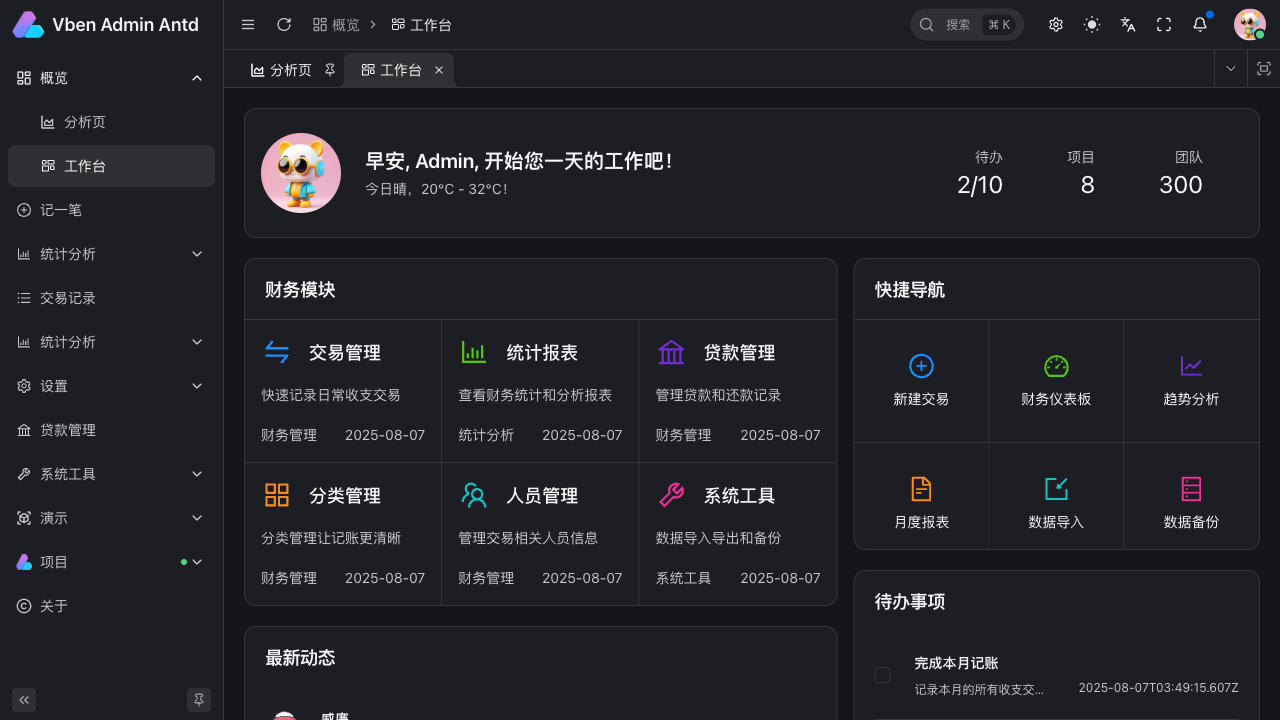 Vben Admin Antd
概览
分析页
工作台
记一笔
统计分析
交易记录
统计分析
设置
贷款管理
系统工具
演示
项目
关于
概览
工作台
搜索 ⌘ K
分析页
工作台
早安, Admin, 开始您一天的工作吧！
今日晴，20℃ - 32℃！
待办
2/10
项目
8
团队
300
财务模块
交易管理
快速记录日常收支交易
财务管理 2025-08-07
统计报表
查看财务统计和分析报表
统计分析 2025-08-07
贷款管理
管理贷款和还款记录
财务管理 2025-08-07
分类管理
分类管理让记账更清晰
财务管理 2025-08-07
人员管理
管理交易相关人员信息
财务管理 2025-08-07
系统工具
数据导入导出和备份
系统工具 2025-08-07
最新动态
威廉
快捷导航
新建交易
财务仪表板
趋势分析
月度报表
数据导入
数据备份
待办事项
完成本月记账
记录本月的所有收支交...
2025-08-07T03:49:15.607Z